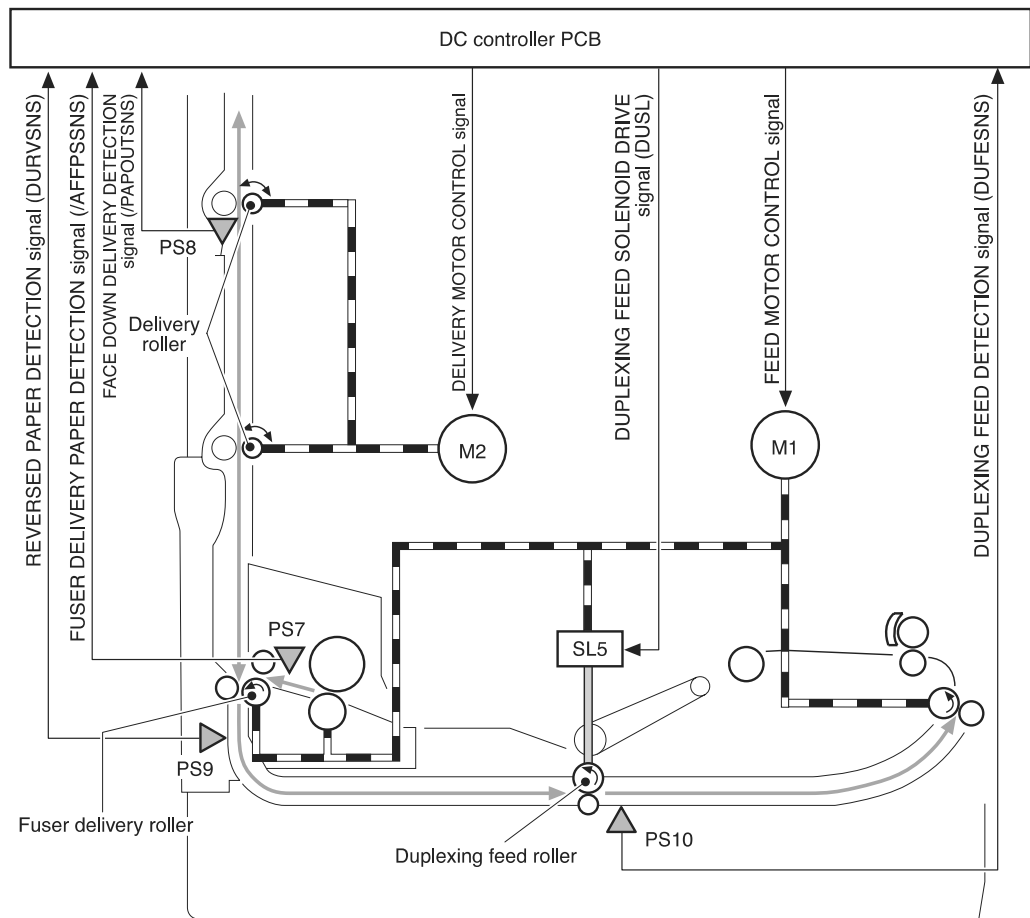 DC controller PCB
REVERSED PAPER DETECTION signal (DURVSNS)
FUSER DELIVERY PAPER DETECTION signal (/AFPSSNS)
FACE DOWN DELIVERY DETECTION
signal (/PAPOUTSNS)
DELIVERY MOTOR CONTROL signal
DUPLEXING FEED SOLENOID DRIVE
signal (DUSL)
FEED MOTOR CONTROL signal
DUPLEXING FEED DETECTION signal (DUFESNS)
PS8
Delivery
roller
M2
M1
PS7
SL5
PS9
Fuser delivery roller
Duplexing feed roller
PS10